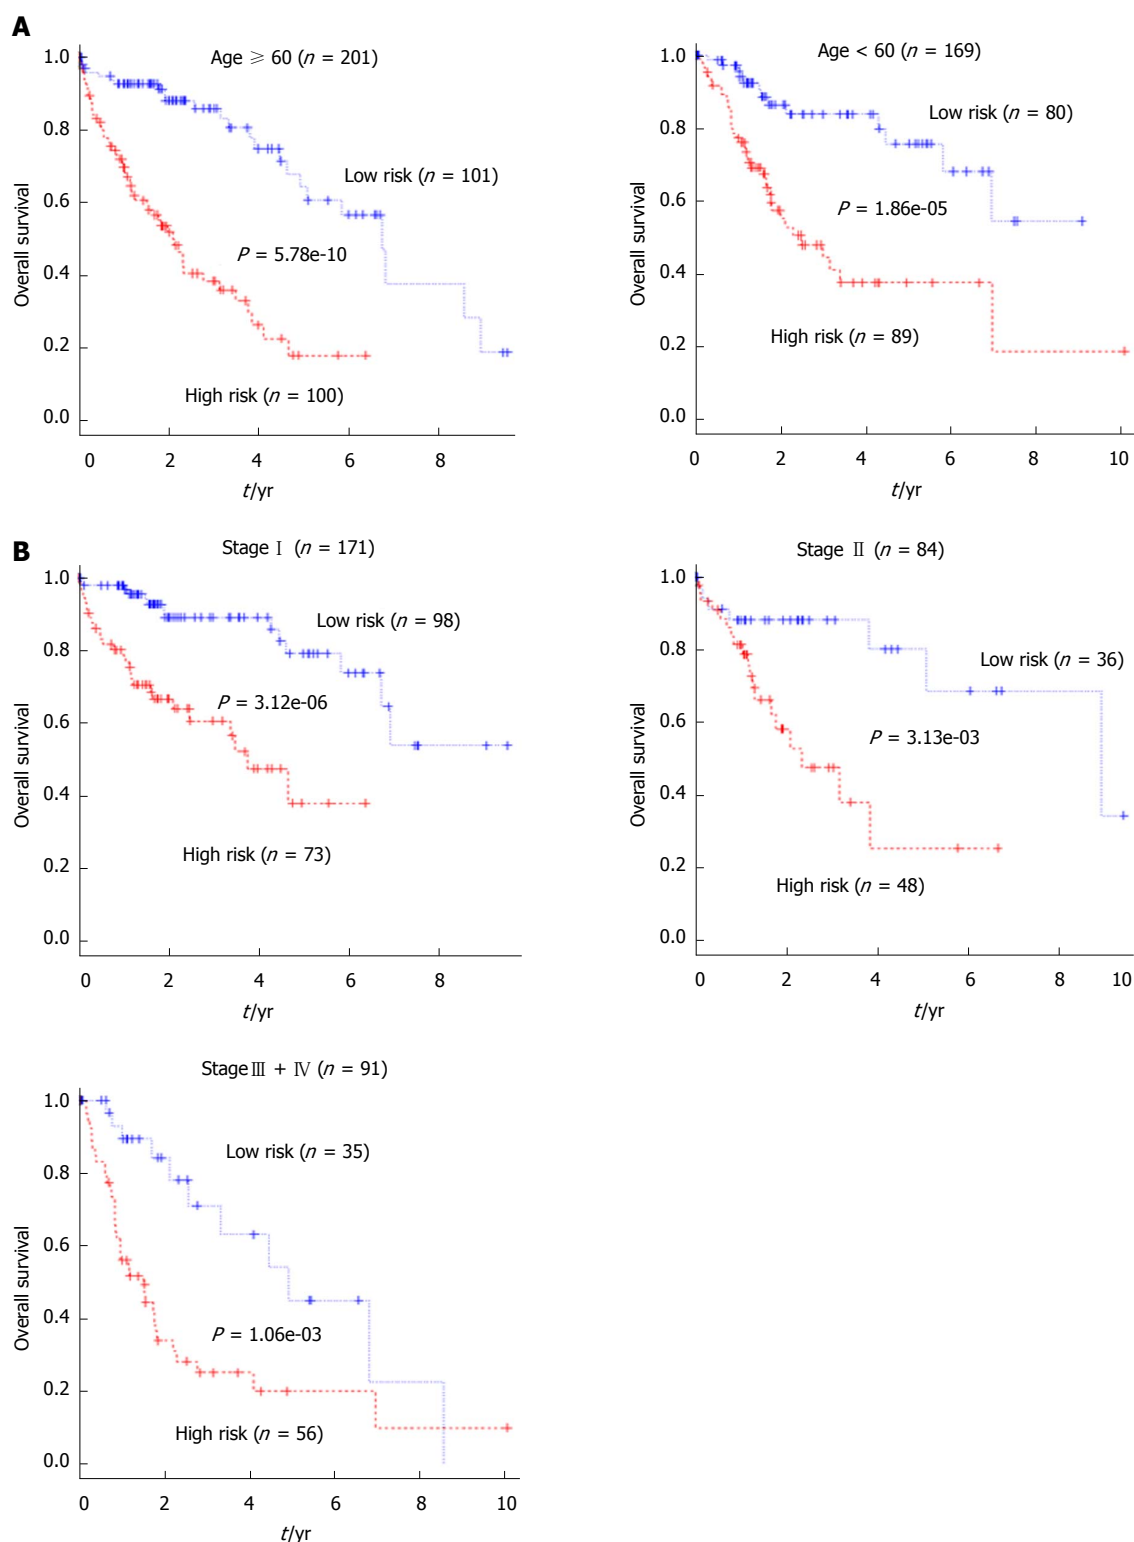 A
Age ≥ 60 (n = 201)
1.0
0.8
0.6
0.4
0.2
0.0
Overall survival
Low risk (n = 101)
P = 5.78e-10
High risk (n = 100)
0 2 4 6 8
t/yr
Age < 60 (n = 169)
1.0
0.8
0.6
0.4
0.2
0.0
Overall survival
Low risk (n = 80)
P = 1.86e-05
High risk (n = 89)
0 2 4 6 8 10
t/yr
B
Stage Ⅰ (n = 171)
1.0
0.8
0.6
0.4
0.2
0.0
Overall survival
Low risk (n = 98)
P = 3.12e-06
High risk (n = 73)
0 2 4 6 8
t/yr
Stage Ⅱ (n = 84)
1.0
0.8
0.6
0.4
0.2
0.0
Overall survival
Low risk (n = 36)
P = 3.13e-03
High risk (n = 48)
0 2 4 6 8 10
t/yr
Stage Ⅲ + Ⅳ (n = 91)
1.0
0.8
0.6
0.4
0.2
0.0
Overall survival
Low risk (n = 35)
P = 1.06e-03
High risk (n = 56)
0 2 4 6 8 10
t/yr